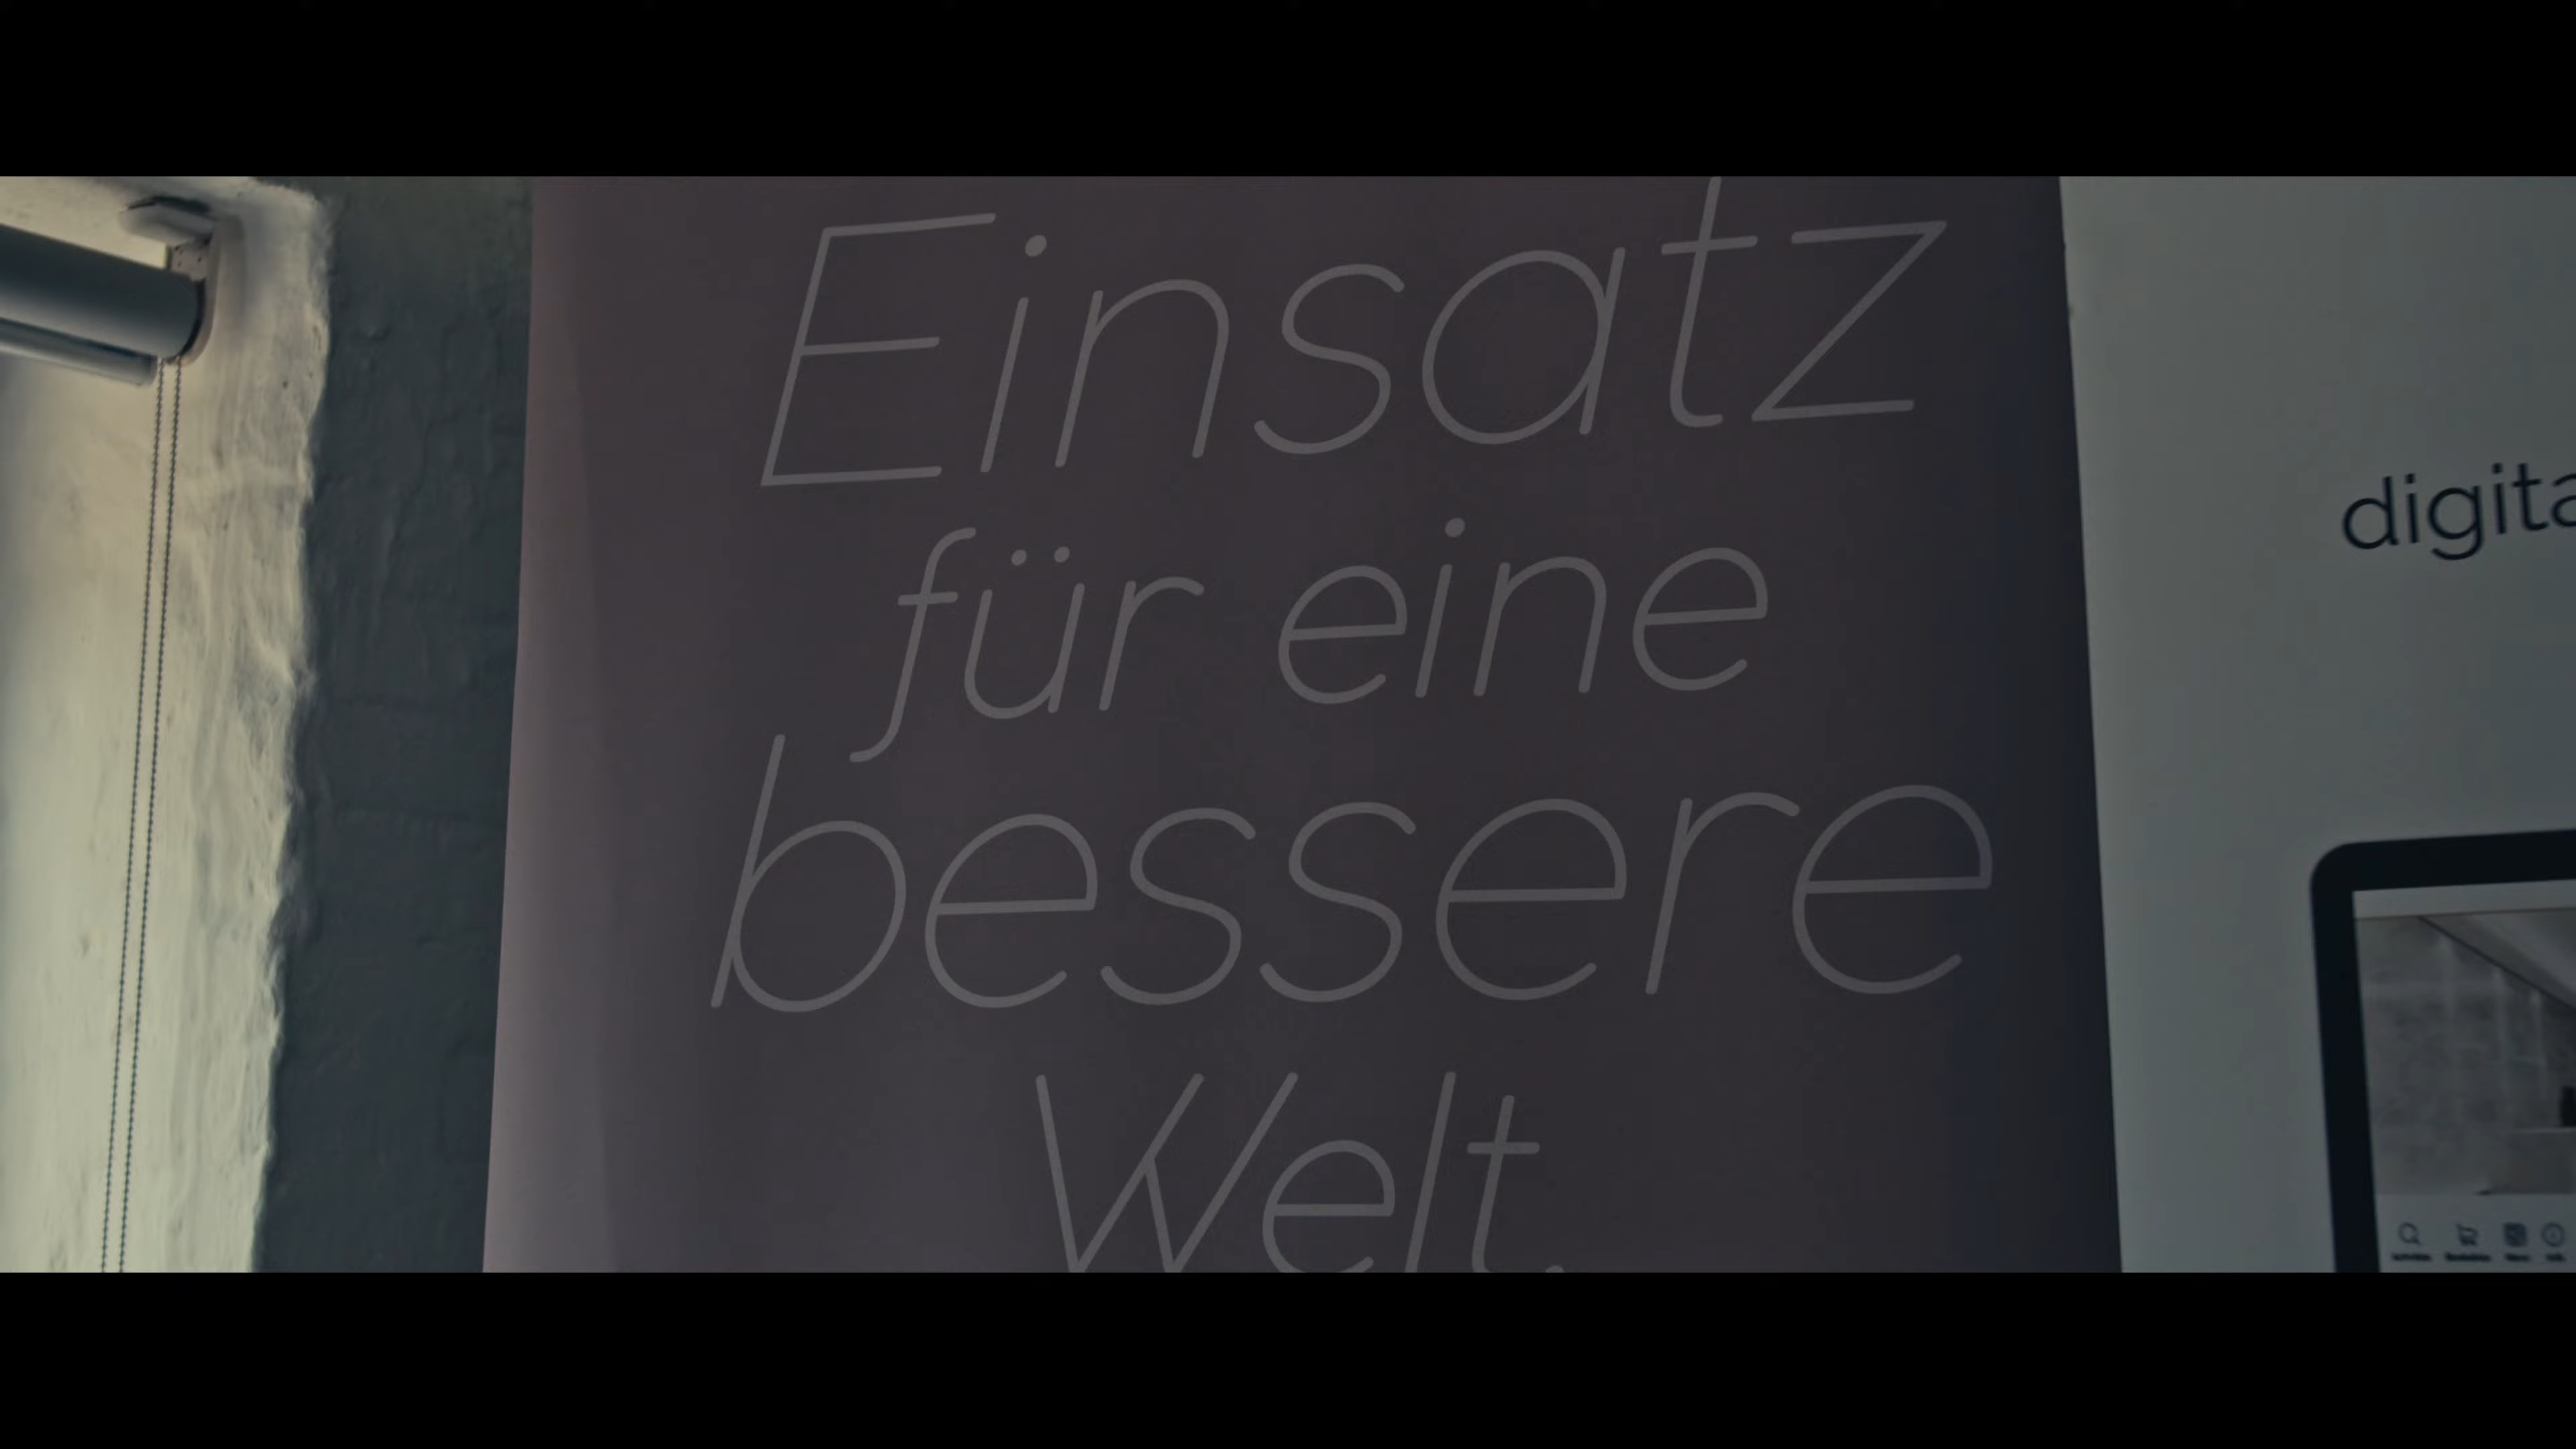 Einsatz
für eine
bessere
Welt.
digita